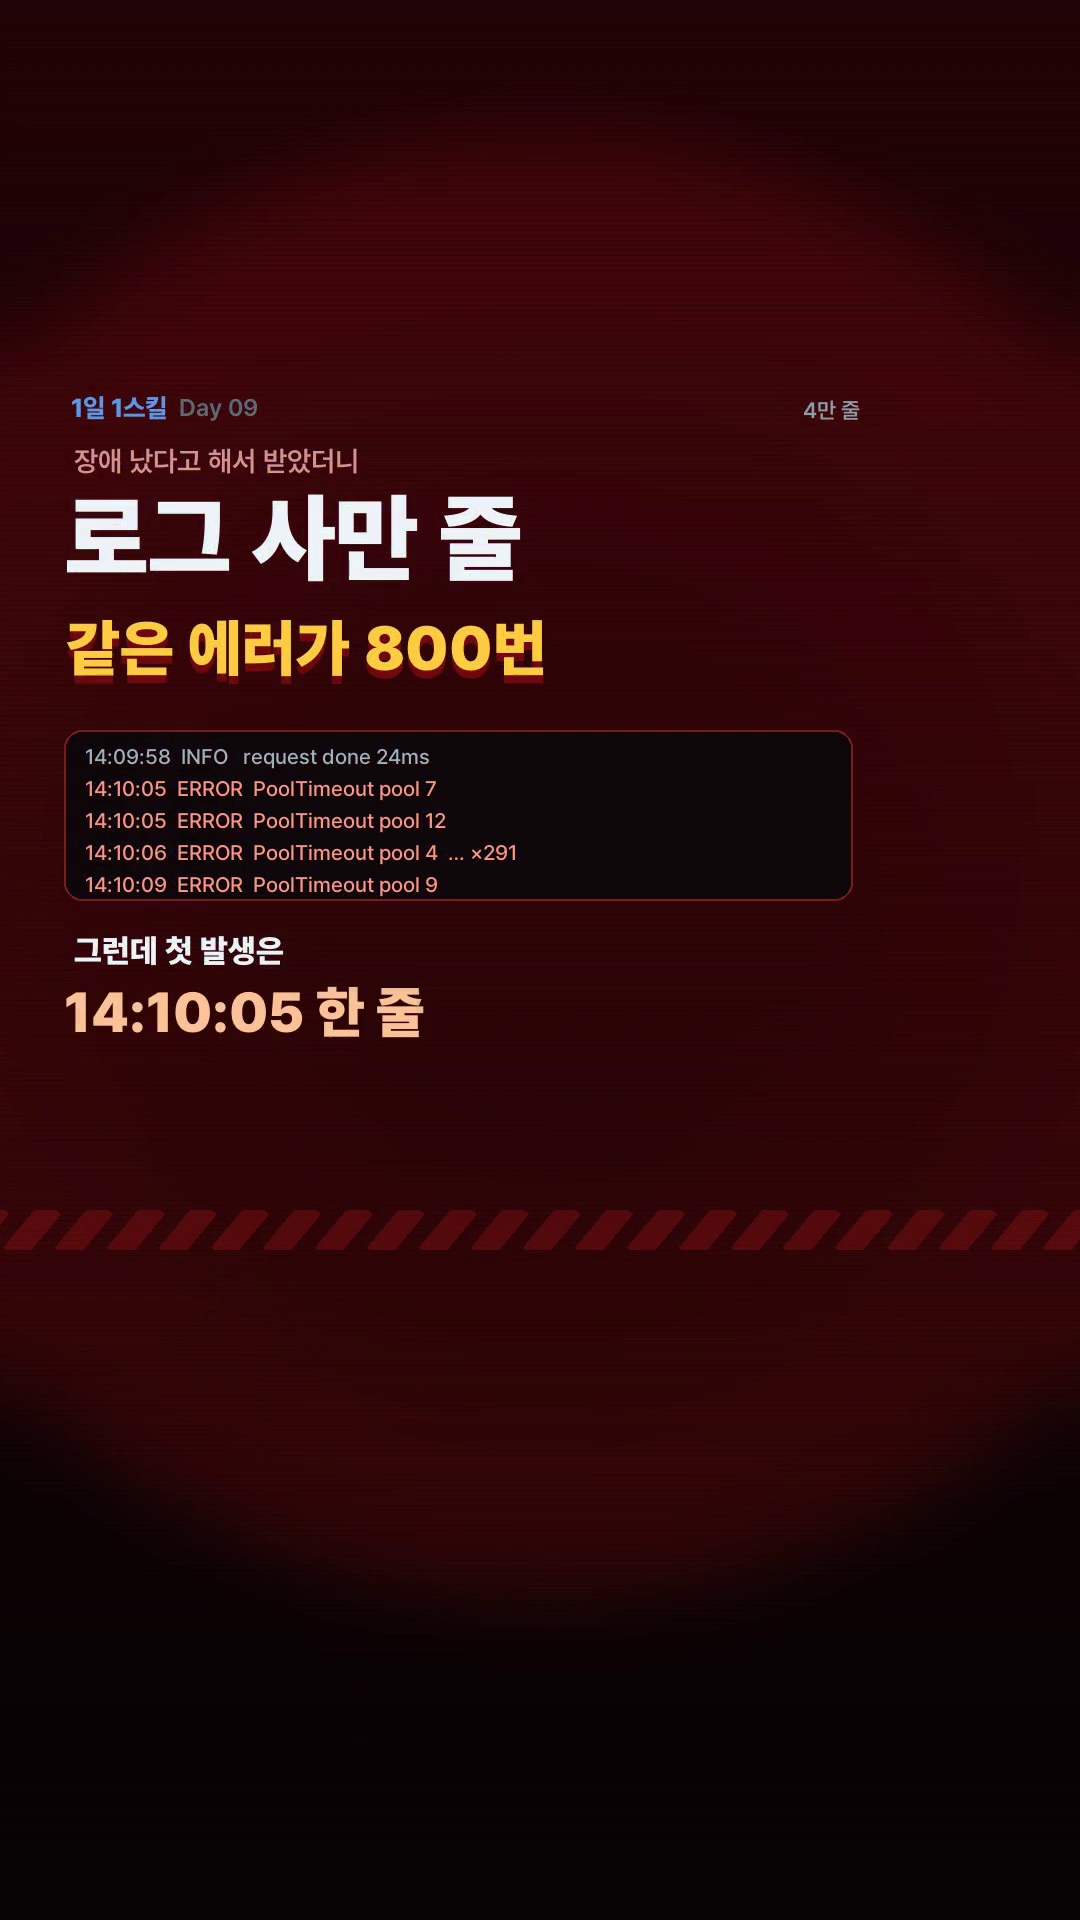 1일 1스킬 Day 09
4만 줄
장애 났다고 해서 받았더니
로그 사만 줄
같은 에러가 800번
14:09:58 INFO request done 24ms
14:10:05 ERROR PoolTimeout pool 7
14:10:05 ERROR PoolTimeout pool 12
14:10:06 ERROR PoolTimeout pool 4 ... ×291
14:10:09 ERROR PoolTimeout pool 9
그런데 첫 발생은
14:10:05 한 줄